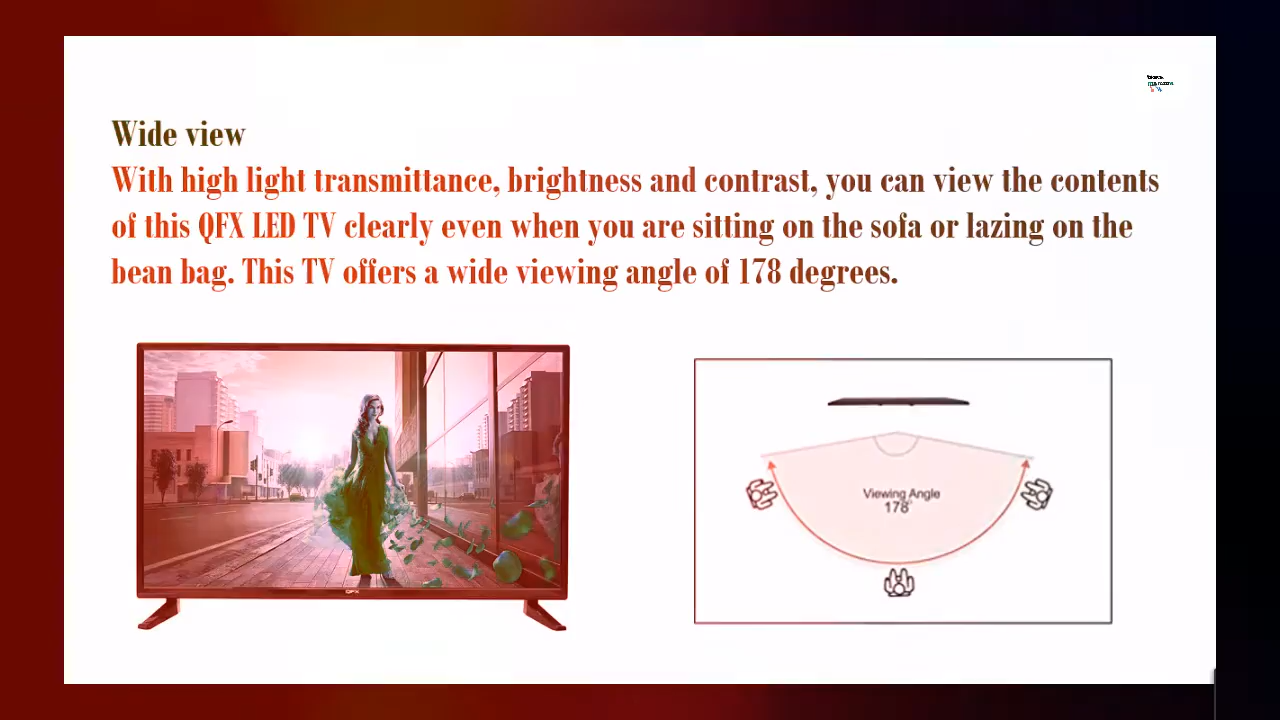 Wide view
With high light transmittance, brightness and contrast, you can view the contents
of this QFX LED TV clearly even when you are sitting on the sofa or lazing on the
bean bag. This TV offers a wide viewing angle of 178 degrees.
QFX
Viewing Angle
178°